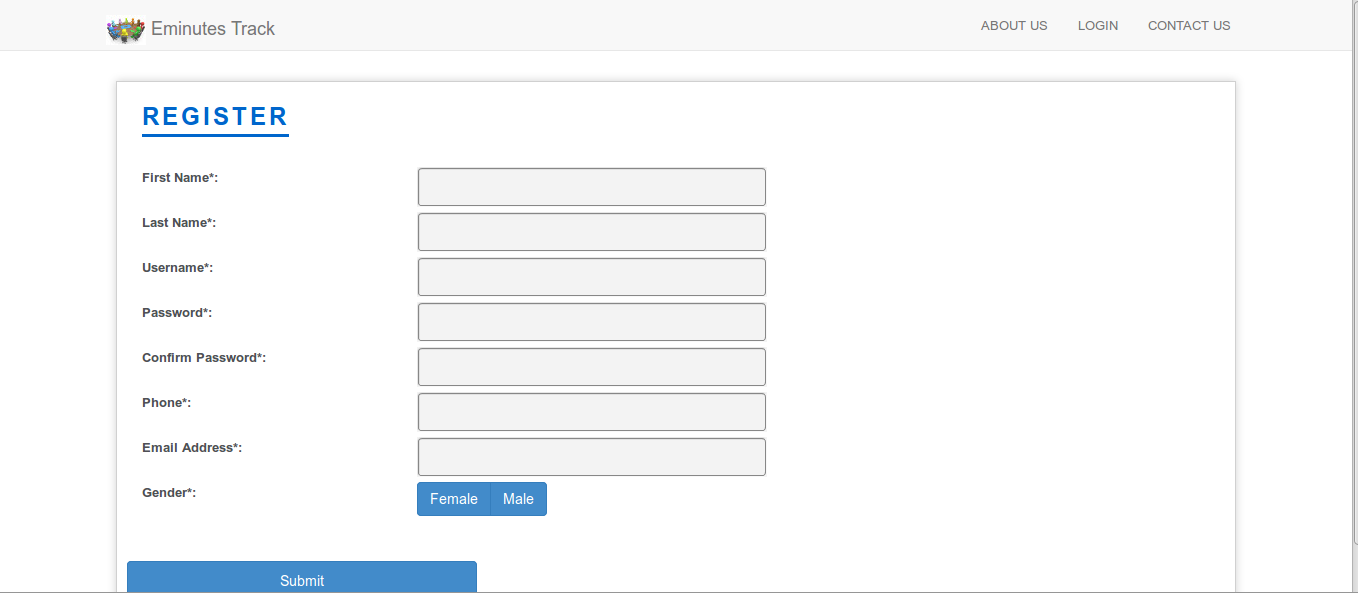 Eminutes Track
ABOUT US LOGIN CONTACT US
REGISTER
First Name*:
Last Name*:
Username*:
Password*:
Confirm Password*:
Phone*:
Email Address*:
Gender*: Female Male
Submit